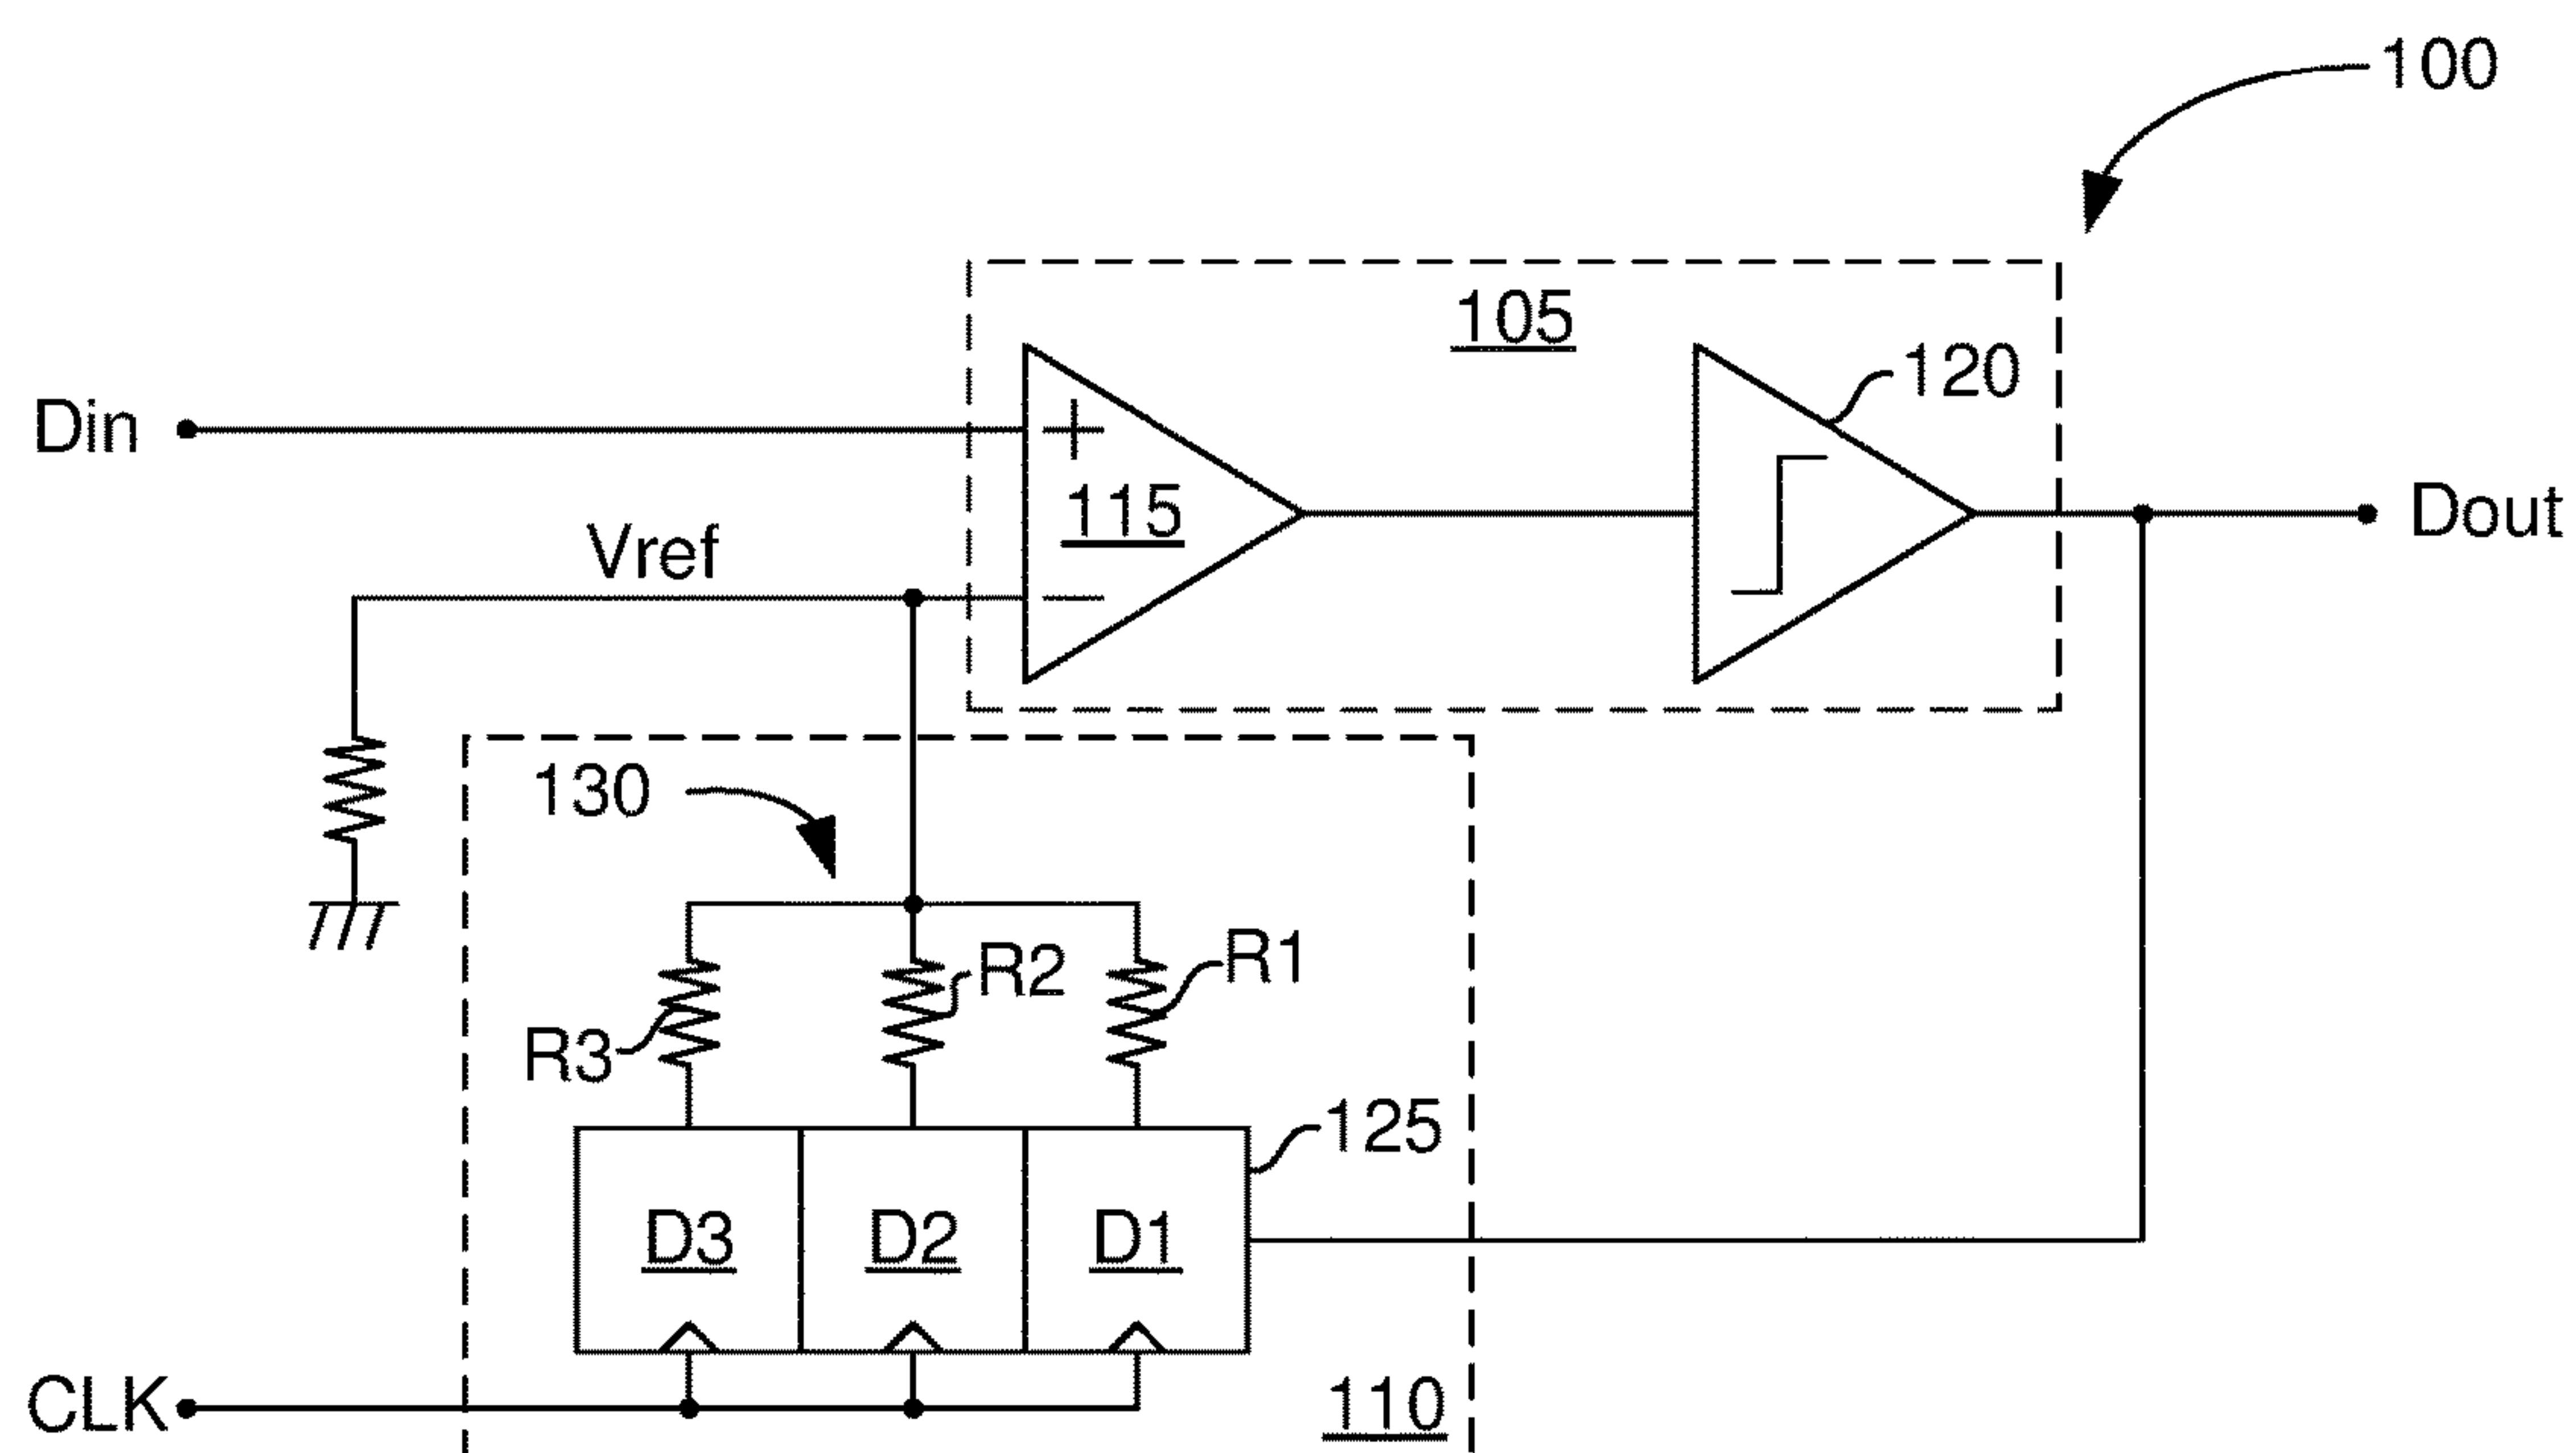 100
105
120
Din
+
115
Dout
Vref
−
130
R2
R1
R3
125
D3 D2 D1
CLK
110